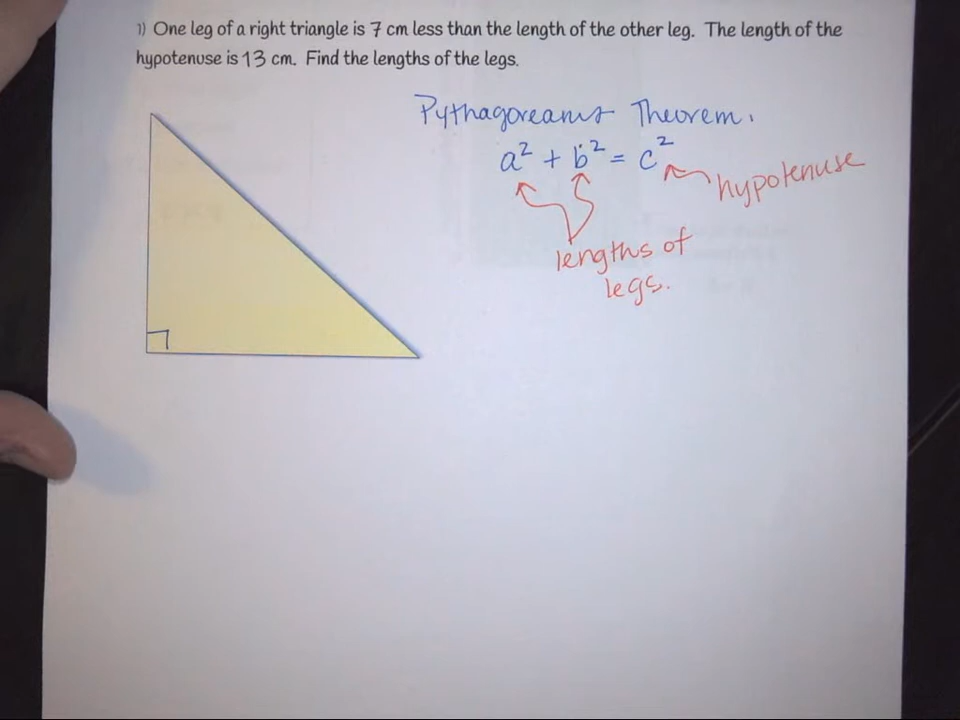 1) One leg of a right triangle is 7 cm less than the length of the other leg. The length of the
hypotenuse is 13 cm. Find the lengths of the legs.
Pythagoreans Theorem.
a² + b² = c²
hypotenuse
lengths of
legs.